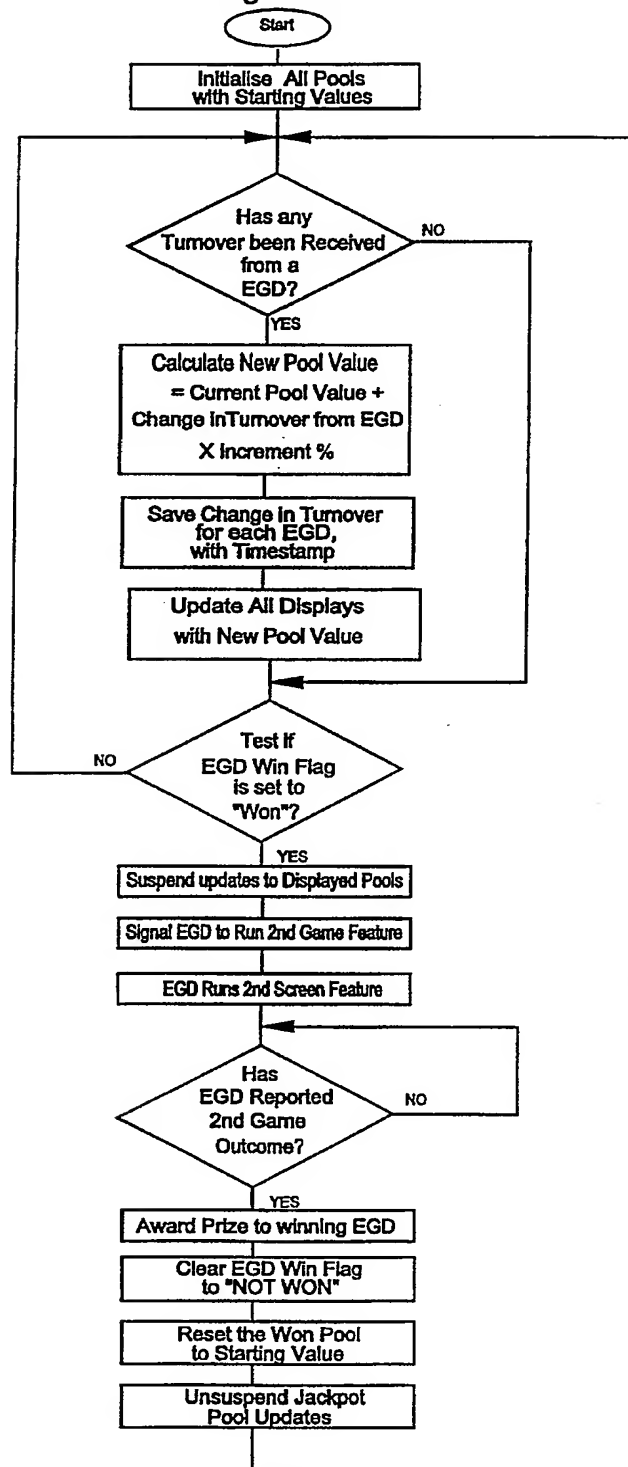 Start
Initialise All Pools
with Starting Values
Has any
Turnover been Received
from a
EGD?
NO
YES
Calculate New Pool Value
= Current Pool Value +
Change inTurnover from EGD
X Increment %
Save Change in Turnover
for each EGD,
with Timestamp
Update All Displays
with New Pool Value
Test If
EGD Win Flag
is set to
"Won"?
NO
YES
Suspend updates to Displayed Pools
Signal EGD to Run 2nd Game Feature
EGD Runs 2nd Screen Feature
Has
EGD Reported
2nd Game
Outcome?
NO
YES
Award Prize to winning EGD
Clear EGD Win Flag
to "NOT WON"
Reset the Won Pool
to Starting Value
Unsuspend Jackpot
Pool Updates